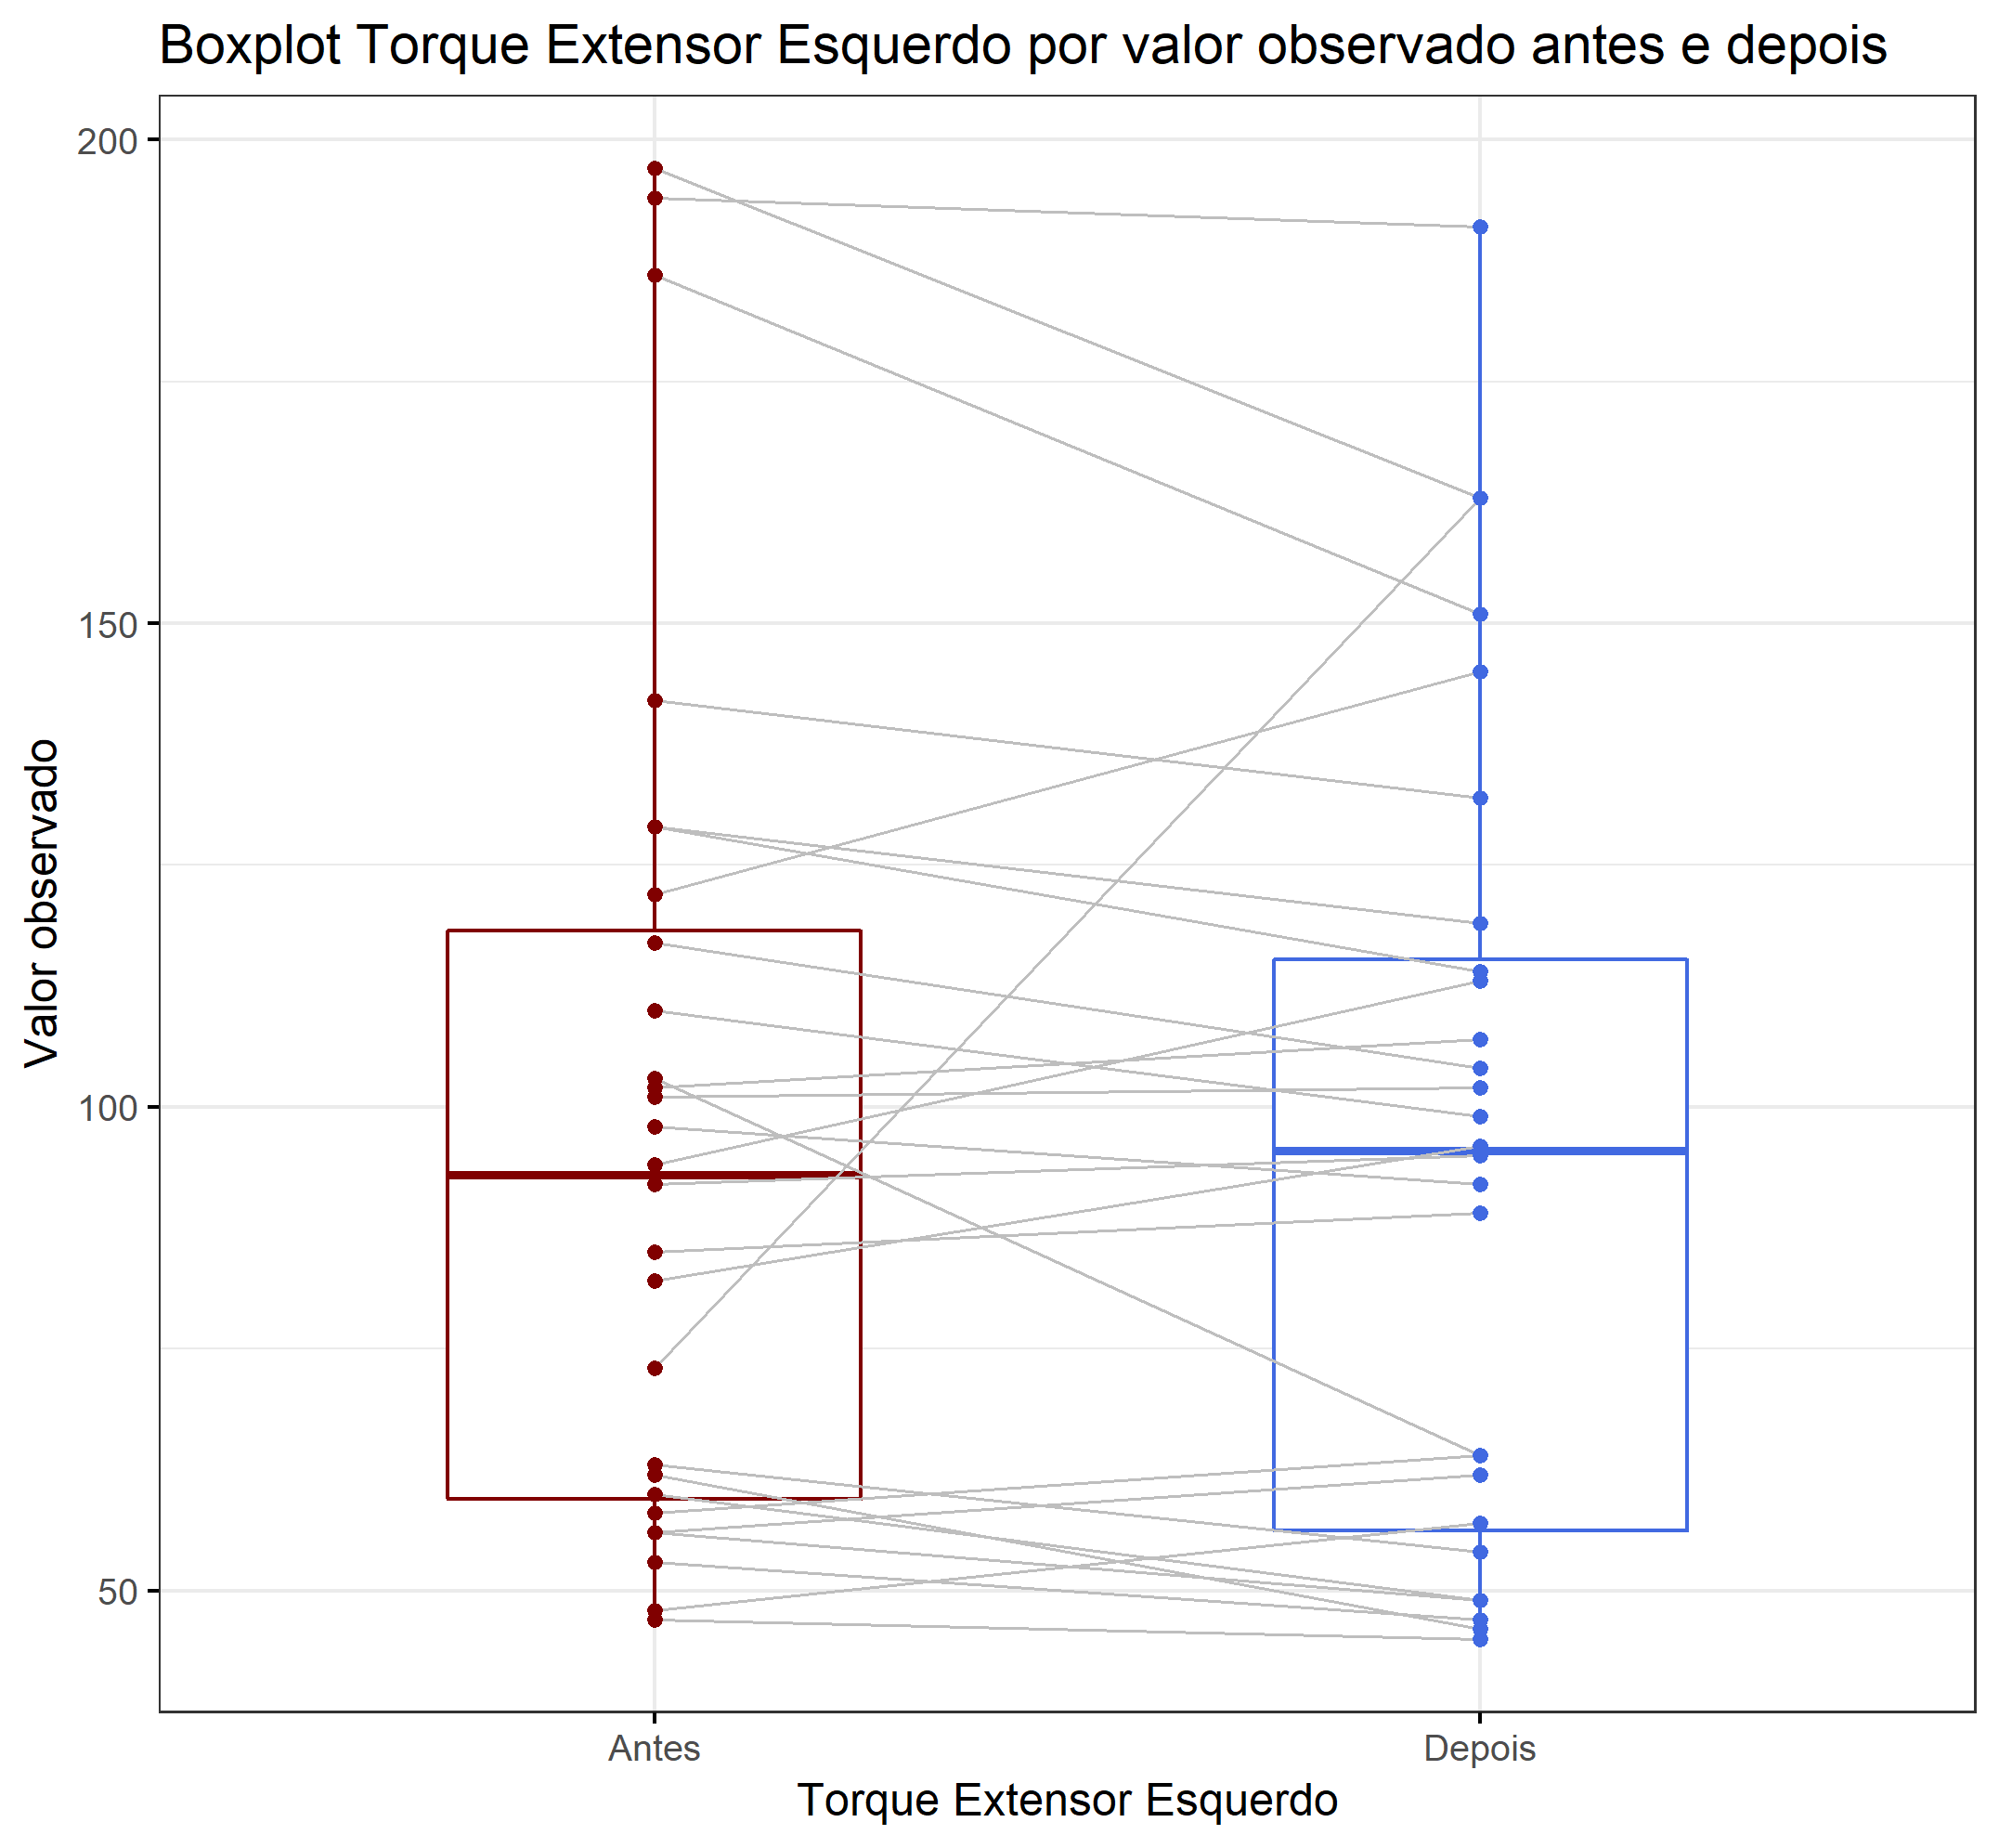 Boxplot Torque Extensor Esquerdo por valor observado antes e depois
Valor observado
200
150
100
50
Antes
Depois
Torque Extensor Esquerdo